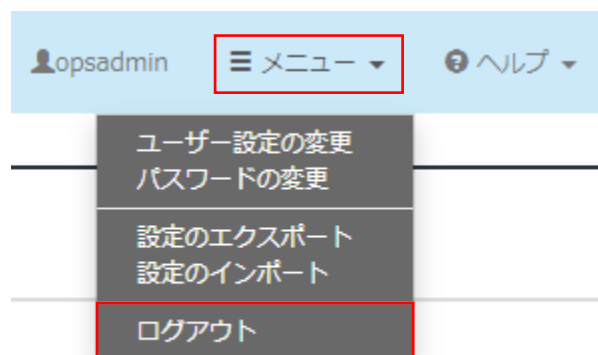 opsadmin メニュー ヘルプ
ユーザー設定の変更
パスワードの変更
設定のエクスポート
設定のインポート
ログアウト